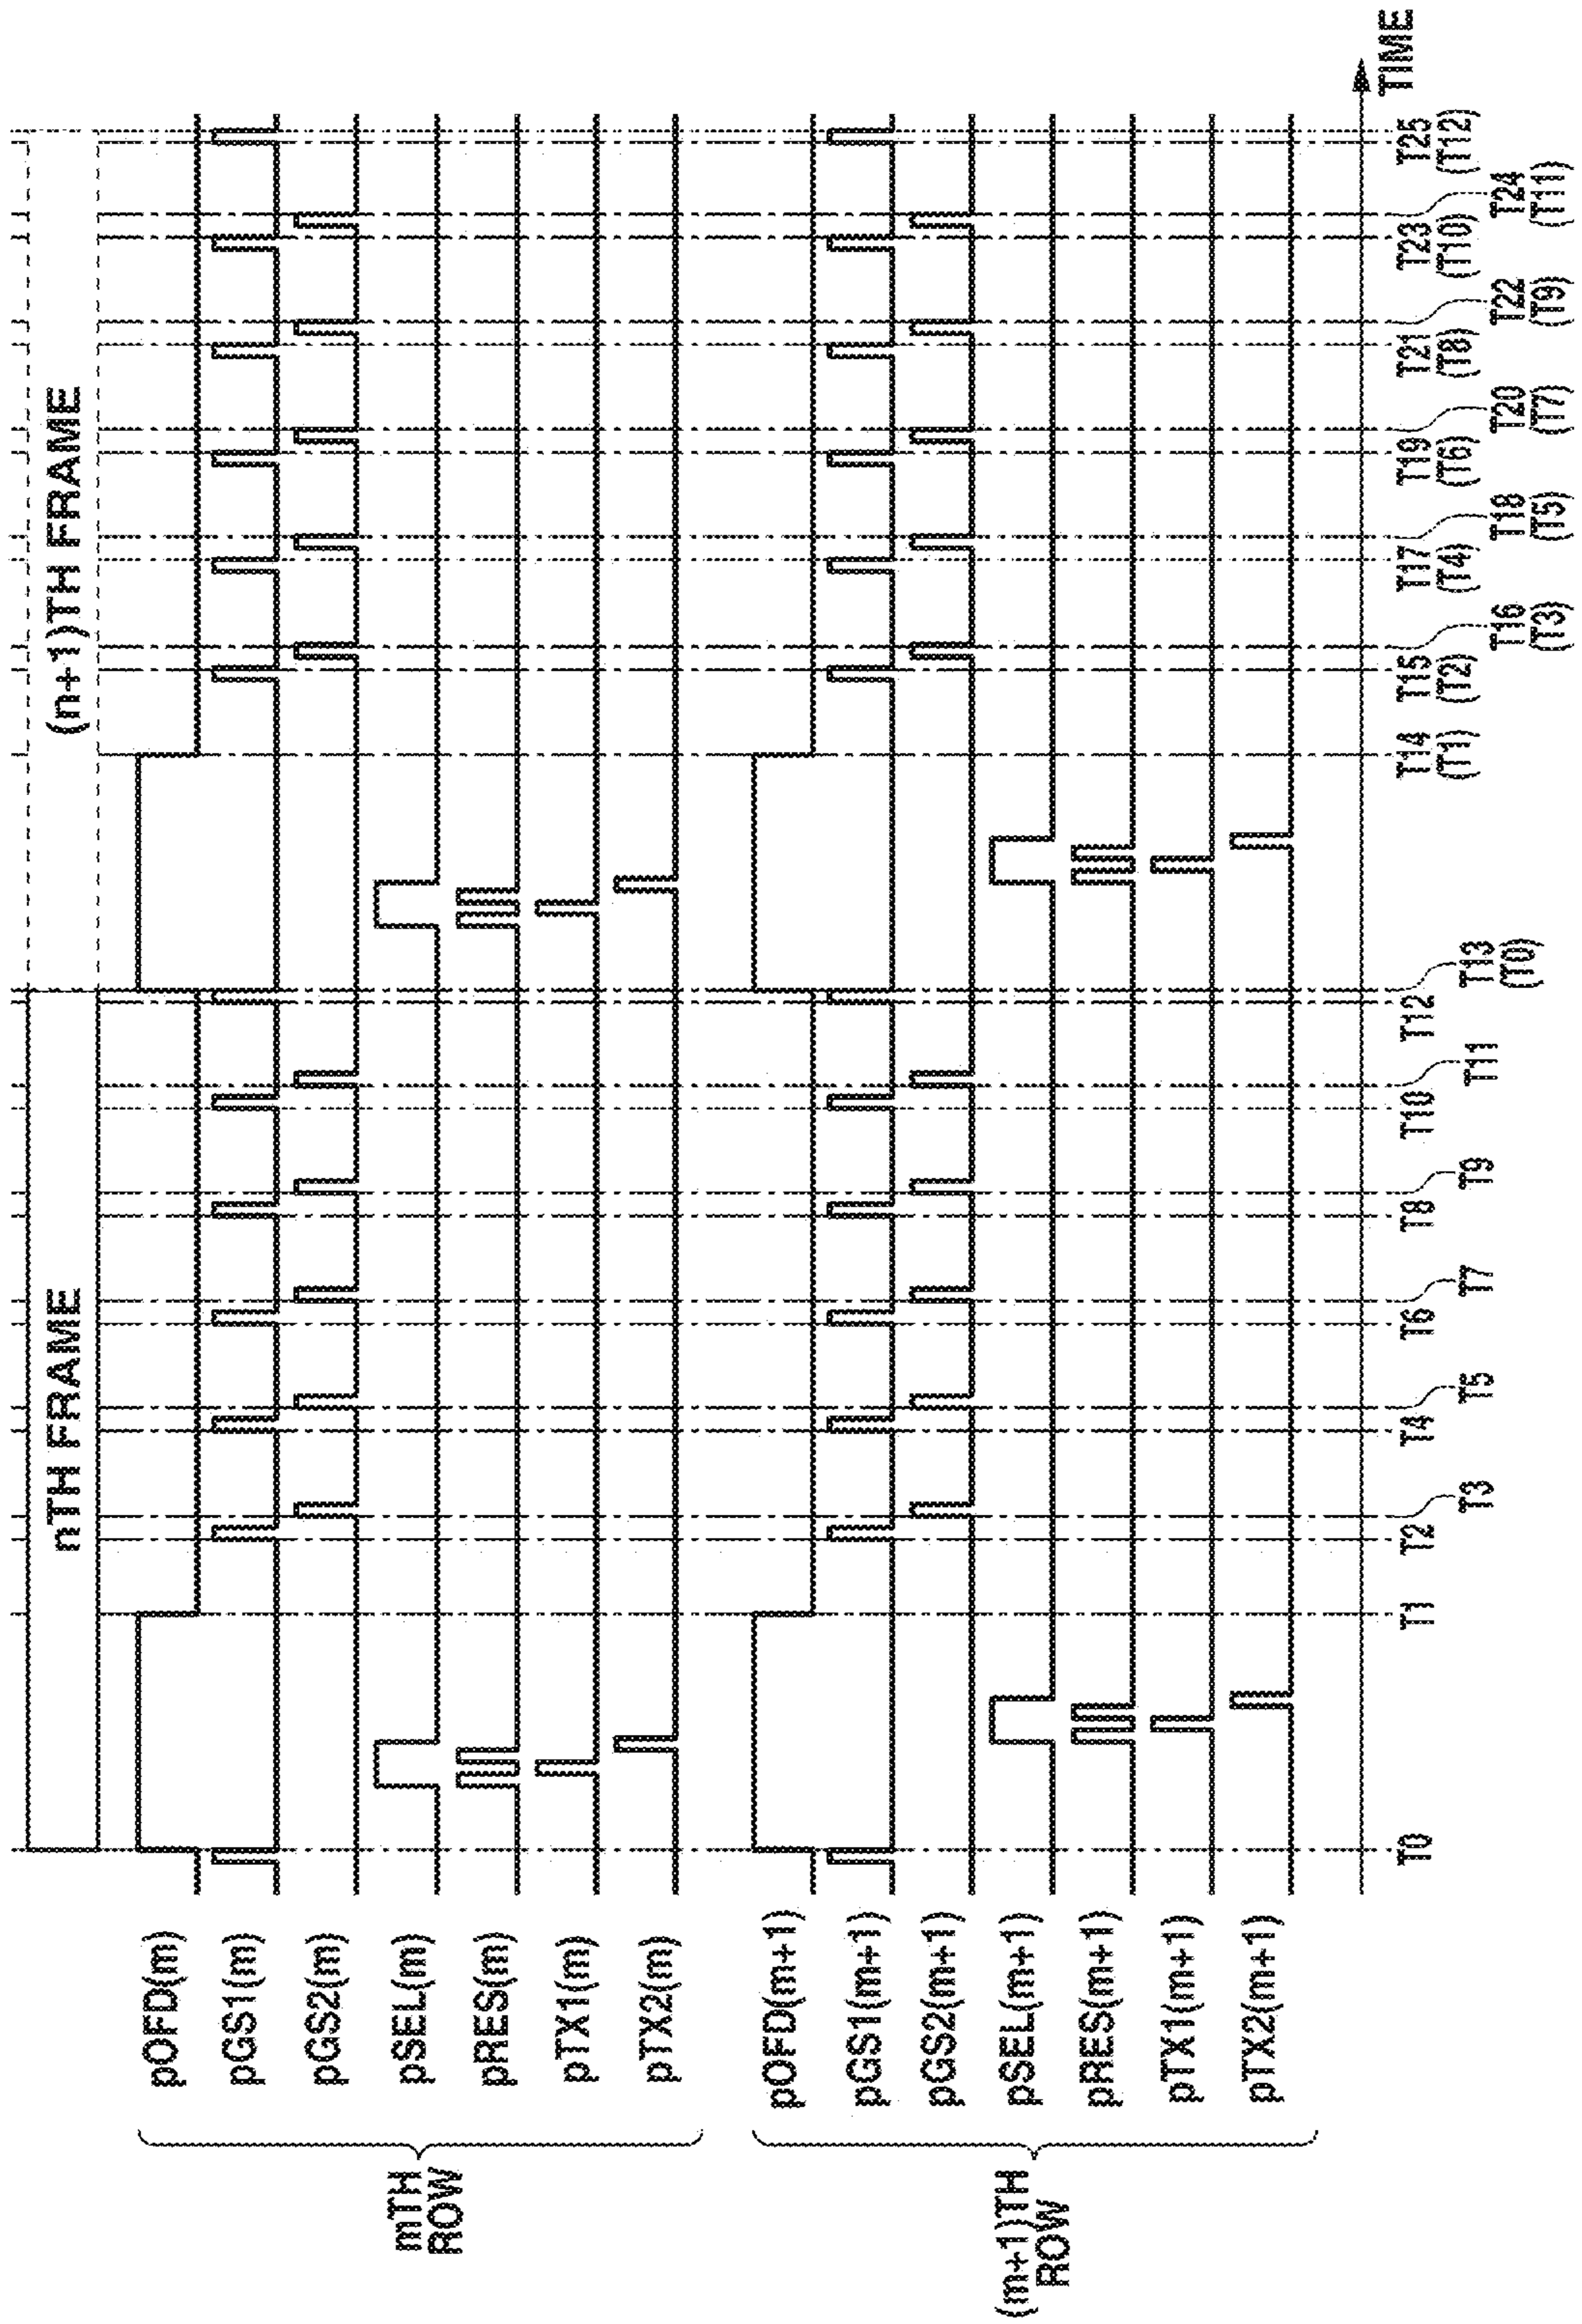 nTH FRAME
(n+1)TH FRAME
mTH
ROW
pOFD(m)
pGS1(m)
pGS2(m)
pSEL(m)
pRES(m)
pTX1(m)
pTX2(m)
(m+1)TH
ROW
pOFD(m+1)
pGS1(m+1)
pGS2(m+1)
pSEL(m+1)
pRES(m+1)
pTX1(m+1)
pTX2(m+1)
TIME
T0
T1
T2
T3
T4
T5
T6
T7
T8
T9
T10
T11
T12
T13
(T0)
T14
(T1)
T15
(T2)
T16
(T3)
T17
(T4)
T18
(T5)
T19
(T6)
T20
(T7)
T21
(T8)
T22
(T9)
T23
(T10)
T24
(T11)
T25
(T12)